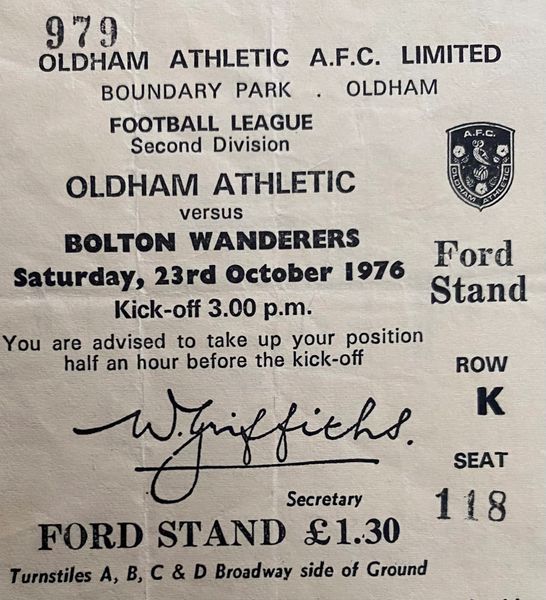 979
OLDHAM ATHLETIC A.F.C. LIMITED
BOUNDARY PARK . OLDHAM
FOOTBALL LEAGUE
Second Division
A.F.C.
OLDHAM ATHLETIC
OLDHAM ATHLETIC
versus
BOLTON WANDERERS
Saturday, 23rd October 1976
Kick-off 3.00 p.m.
Ford
Stand
You are advised to take up your position
half an hour before the kick-off
ROW
K
W. Griffiths.
SEAT
118
Secretary
FORD STAND £1.30
Turnstiles A, B, C & D Broadway side of Ground